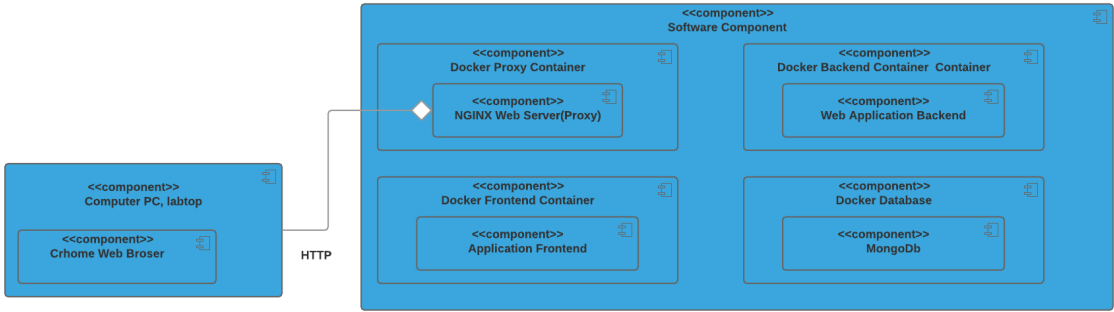 <<component>>
Software Component
<<component>>
Docker Proxy Container
<<component>>
NGINX Web Server(Proxy)
<<component>>
Docker Backend Container  Container
<<component>>
Web Application Backend
<<component>>
Computer PC, labtop
<<component>>
Crhome Web Broser
HTTP
<<component>>
Docker Frontend Container
<<component>>
Application Frontend
<<component>>
Docker Database
<<component>>
MongoDb